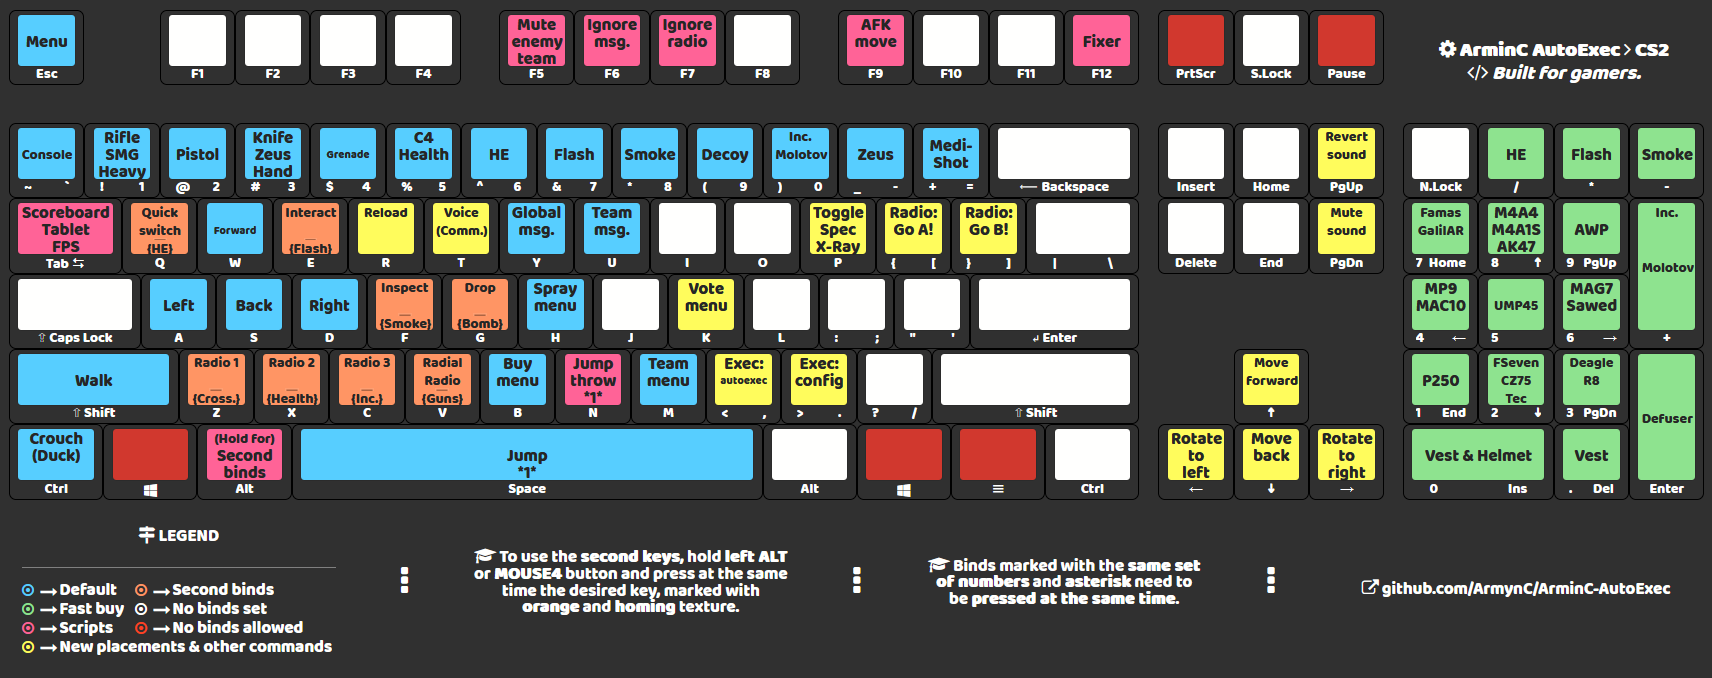 Menu
Esc
F1
F2
F3
F4
Mute
enemy
team
F5
Ignore
msg.
F6
Ignore
radio
F7
F8
AFK
move
F9
F10
F11
Fixer
F12
PrtScr
S.Lock
Pause
ArminC AutoExec > CS2
</> Built for gamers.
Console
~ `
Rifle
SMG
Heavy
! 1
Pistol
@ 2
Knife
Zeus
Hand
# 3
Grenade
$ 4
C4
Health
% 5
HE
^ 6
Flash
& 7
Smoke
* 8
Decoy
( 9
Inc.
Molotov
) 0
Zeus
_ -
Medi-
Shot
+ =
⟵ Backspace
Insert
Home
Revert
sound
PgUp
N.Lock
HE
/
Flash
*
Smoke
-
Scoreboard
Tablet
FPS
Tab ⇆
Quick
switch
__
{HE}
Q
Forward
W
Interact
__
{Flash}
E
Reload
R
Voice
(Comm.)
T
Global
msg.
Y
Team
msg.
U
I
O
Toggle
Spec
X-Ray
P
Radio:
Go A!
{ [
Radio:
Go B!
} ]
| \
Delete
End
Mute
sound
PgDn
Famas
GalilAR
7 Home
M4A4
M4A1S
AK47
8 ↑
AWP
9 PgUp
Inc.
Molotov
+
⇧ Caps Lock
Left
A
Back
S
Right
D
Inspect
__
{Smoke}
F
Drop
__
{Bomb}
G
Spray
menu
H
J
Vote
menu
K
L
: ;
" '
↲ Enter
MP9
MAC10
4 ←
UMP45
5
MAG7
Sawed
6 →
Walk
⇧ Shift
Radio 1
__
{Cross.}
Z
Radio 2
__
{Health}
X
Radio 3
__
{Inc.}
C
Radial
Radio
__
{Guns}
V
Buy
menu
B
Jump
throw
*1*
N
Team
menu
M
Exec:
autoexec
< ,
Exec:
config
> .
? /
⇧ Shift
Move
Forward
↑
P250
1 End
FSeven
CZ75
Tec
2 ↓
Deagle
R8
3 PgDn
Defuser
Enter
Crouch
(Duck)
Ctrl
(Hold For)
Second
binds
Alt
Jump
*1*
Space
Alt
≡
Ctrl
Rotate
to
left
←
Move
back
↓
Rotate
to
right
→
Vest & Helmet
0 Ins
Vest
. Del
LEGEND
→ Default
→ Second binds
→ Fast buy
→ No binds set
→ Scripts
→ No binds allowed
→ New placements & other commands
To use the second keys, hold left ALT
or MOUSE4 button and press at the same
time the desired key, marked with
orange and homing texture.
Binds marked with the same set
of numbers and asterisk need to
be pressed at the same time.
github.com/ArmynC/ArminC-AutoExec